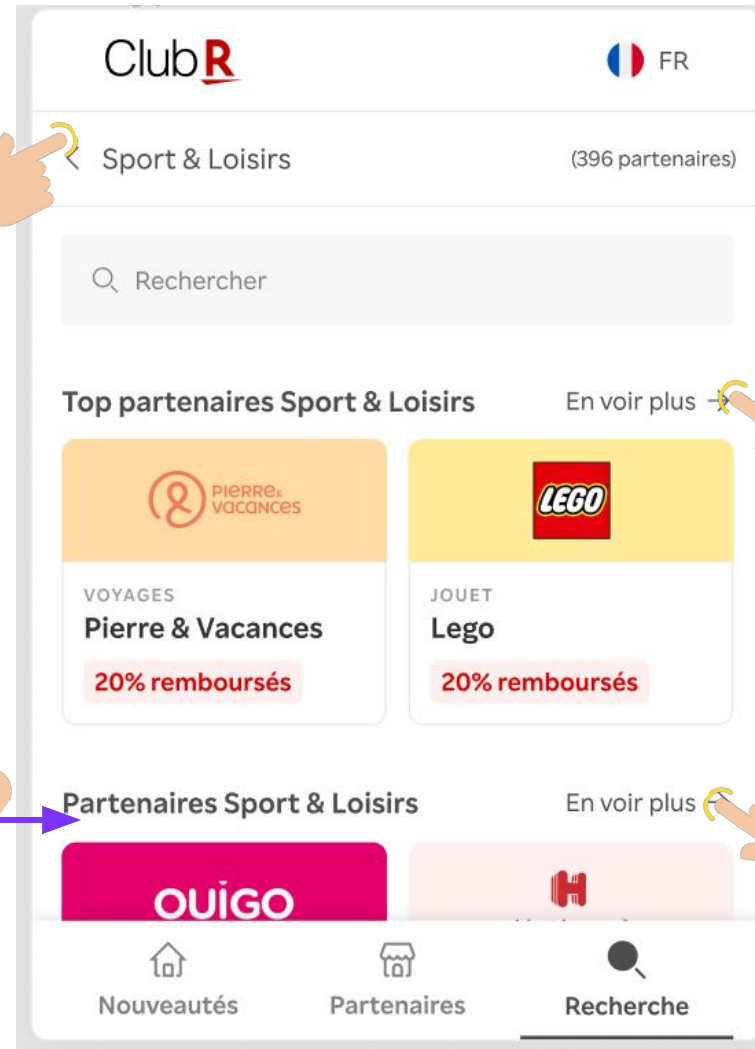 Club R
FR
Sport & Loisirs
(396 partenaires)
Rechercher
Top partenaires Sport & Loisirs
En voir plus
PIERRE &
vacances
LEGO
VOYAGES
Pierre & Vacances
20% remboursés
JOUET
Lego
20% remboursés
Partenaires Sport & Loisirs
En voir plus
OUIGO
Nouveautés
Partenaires
Recherche